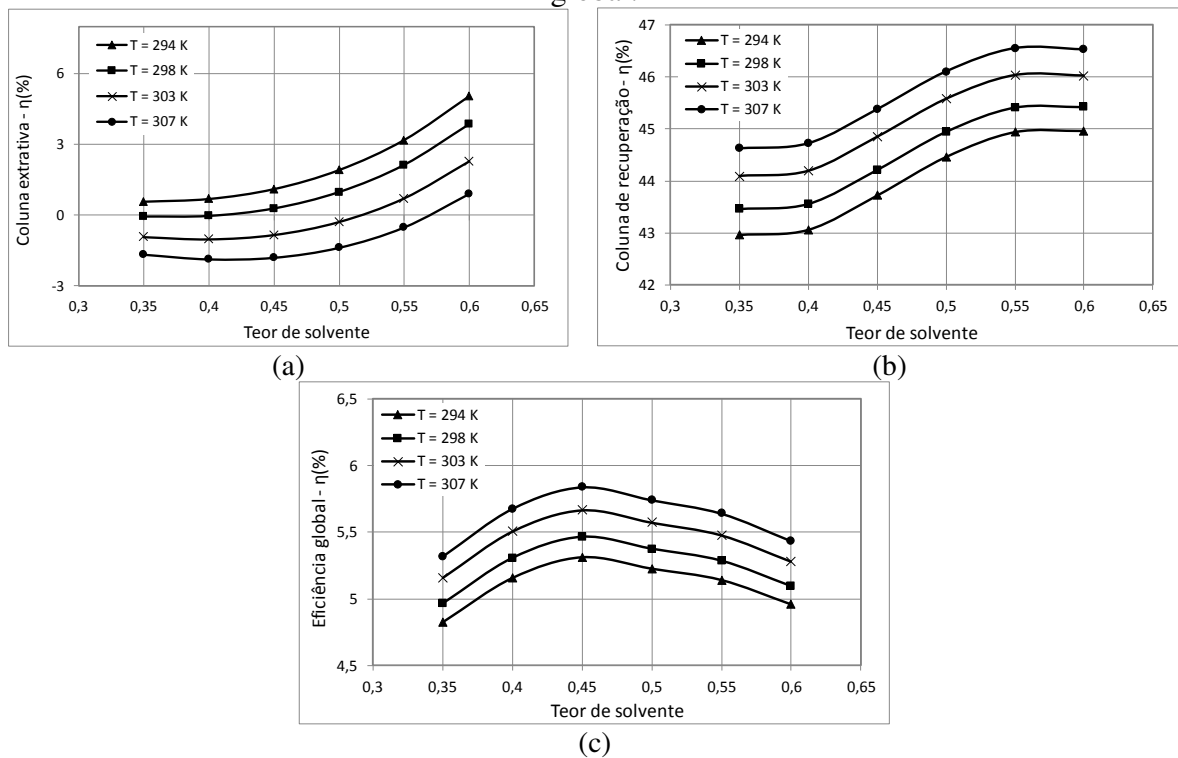 global.
Coluna extrativa - η(%)
6
3
0
-3
T = 294 K
T = 298 K
T = 303 K
T = 307 K
0,3 0,35 0,4 0,45 0,5 0,55 0,6 0,65
Teor de solvente
(a)
Coluna de recuperação - η(%)
47
46
45
44
43
42
T = 294 K
T = 298 K
T = 303 K
T = 307 K
0,3 0,35 0,4 0,45 0,5 0,55 0,6 0,65
Teor de solvente
(b)
Eficiência global - η(%)
6,5
6
5,5
5
4,5
T = 294 K
T = 298 K
T = 303 K
T = 307 K
0,3 0,35 0,4 0,45 0,5 0,55 0,6 0,65
Teor de solvente
(c)